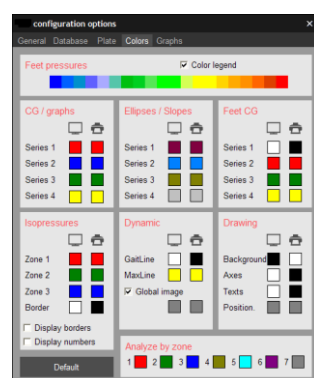 configuration options ×
General Database Plate Colors Graphs
Feet pressures Color legend
CG / graphs
Series 1
Series 2
Series 3
Series 4
Ellipses / Slopes
Series 1
Series 2
Series 3
Series 4
Feet CG
Series 1
Series 2
Series 3
Series 4
Isopressures
Zone 1
Zone 2
Zone 3
Border
Display borders
Display numbers
Dynamic
GaitLine
MaxLine
Global image
Drawing
Background
Axes
Texts
Position.
Default
Analyze by zone
1 2 3 4 5 6 7